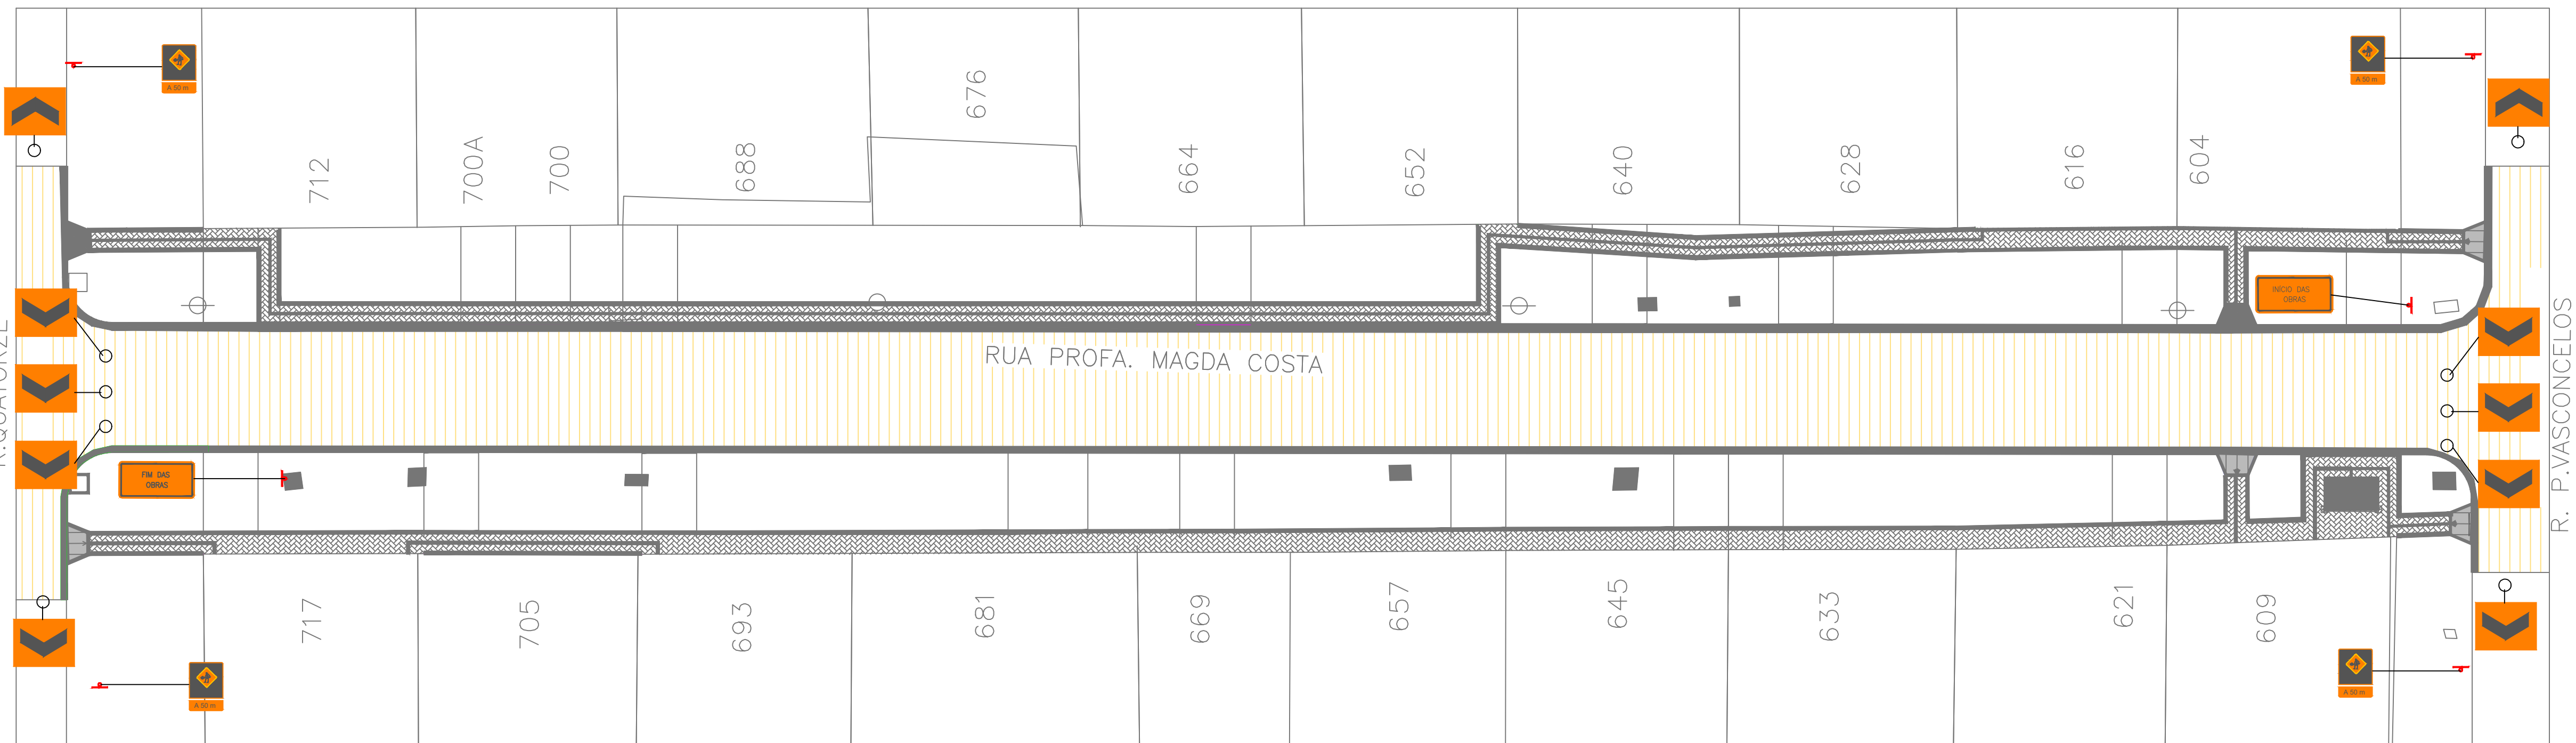 A 50 m
A 50 m
676
712
700A
700
688
664
652
640
628
616
604
INICIO DAS
OBRAS
RUA PROFA. MAGDA COSTA
R.QUATORZE
R. P.VASCONCELOS
FIM DAS
OBRAS
717
705
693
681
669
657
645
633
621
609
A 50 m
A 50 m